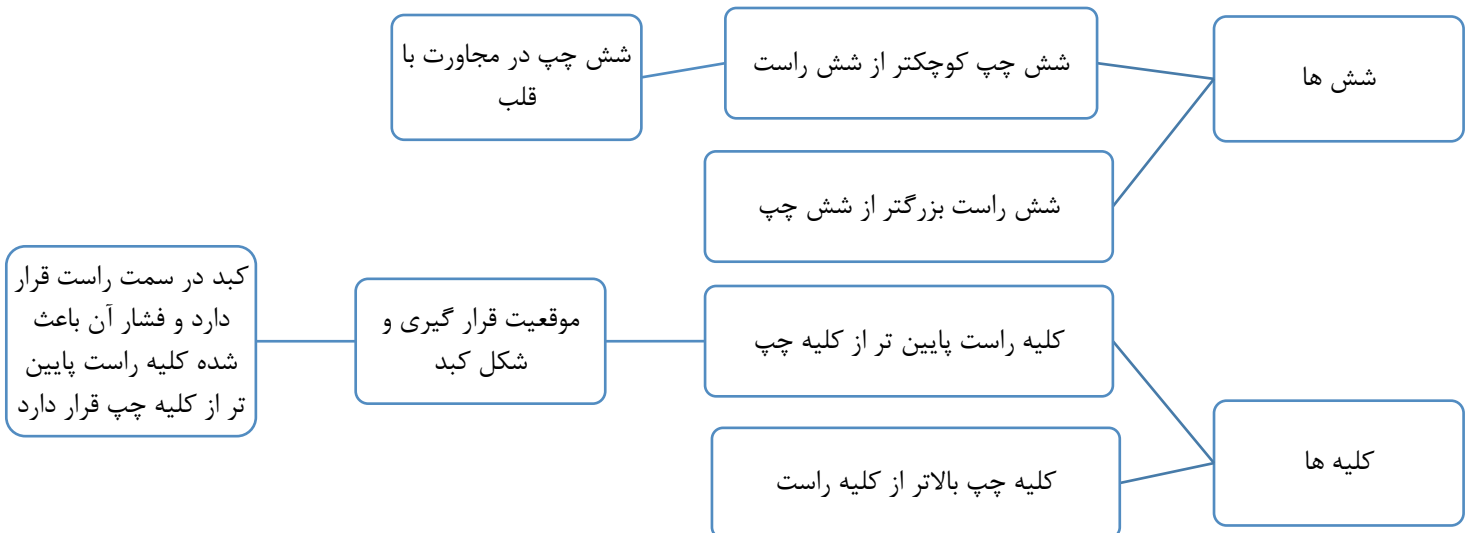 شش ها
شش چپ کوچکتر از شش راست
شش چپ در مجاورت با
قلب
شش راست بزرگتر از شش چپ
کلیه ها
کلیه راست پایین تر از کلیه چپ
موقعیت قرار گیری و
شکل کبد
کبد در سمت راست قرار
دارد و فشار آن باعث
شده کلیه راست پایین
تر از کلیه چپ قرار دارد
کلیه چپ بالاتر از کلیه راست